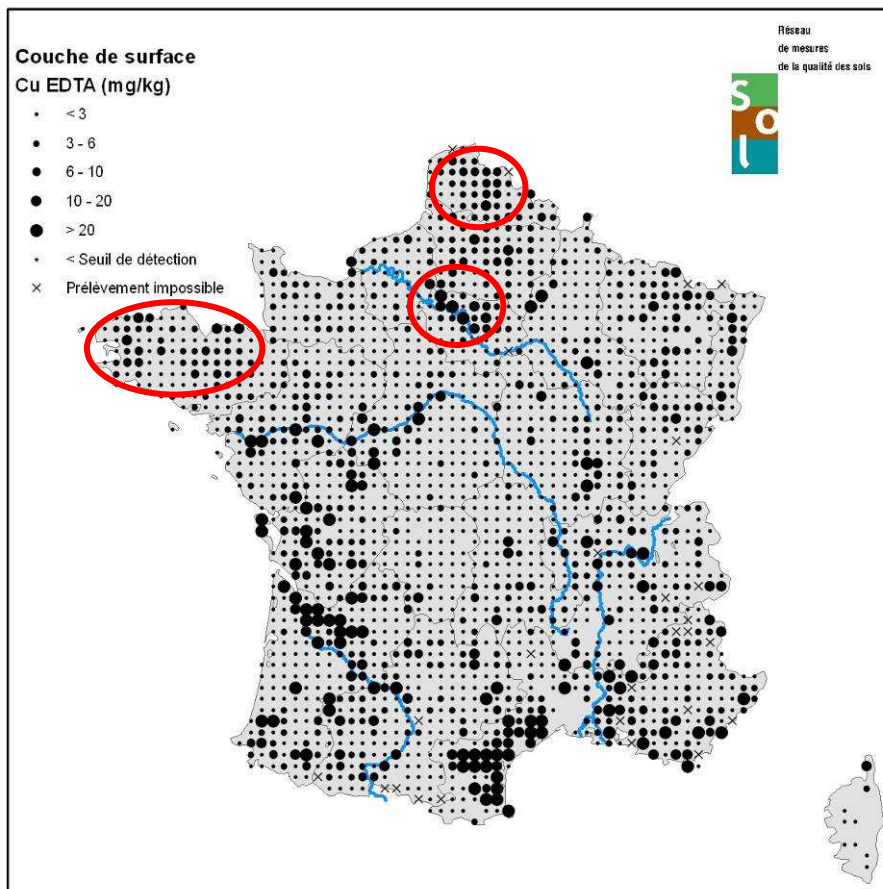 Couche de surface
Cu EDTA (mg/kg)
< 3
3 - 6
6 - 10
10 - 20
> 20
< Seuil de détection
× Prélèvement impossible
Réseau
de mesures
de la qualité des sols
S
o
l